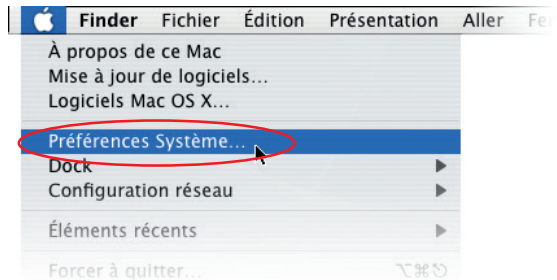 Finder Fichier Édition Présentation Aller Fe
À propos de ce Mac
Mise à jour de logiciels...
Logiciels Mac OS X...
Préférences Système...
Dock
Configuration réseau
Éléments récents
Forcer à quitter... ⌥⌘⎋